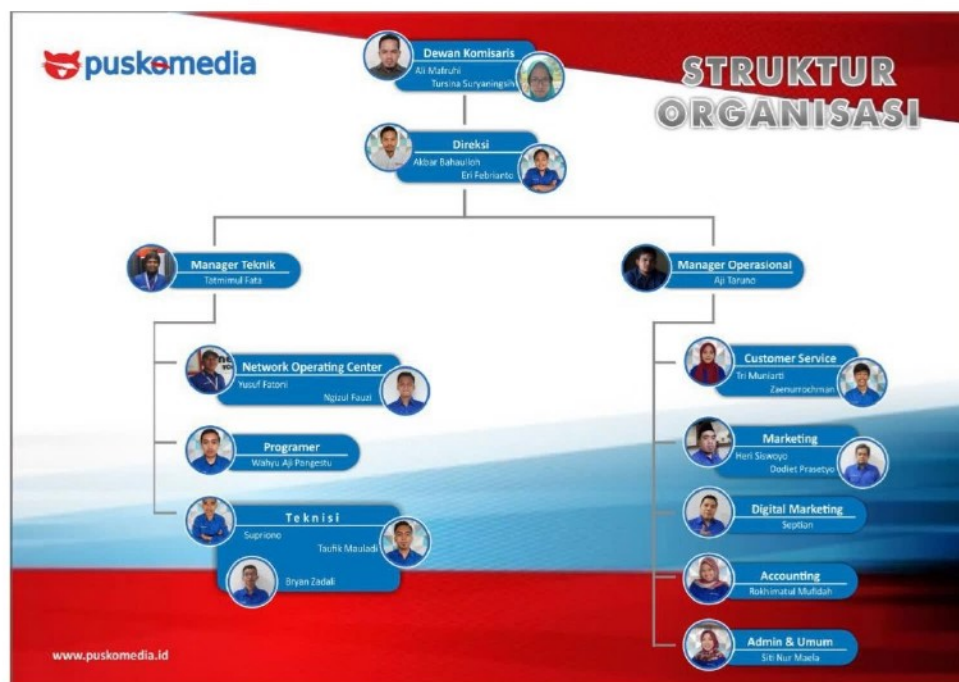 puskomedia
STRUKTUR
ORGANISASI
Dewan Komisaris
Ali Mafruhi
Tursina Suryaningsih
Direksi
Akbar Bahaulloh
Eri Febrianto
Manager Teknik
Tatmimul Fata
Manager Operasional
Aji Taruno
Network Operating Center
Yusuf Fatoni
Ngizul Fauzi
Programer
Wahyu Aji Pangestu
Teknisi
Supriono
Taufik Mauladi
Bryan Zadali
Customer Service
Tri Muniarti
Zaenurrochman
Marketing
Heri Siswoyo
Dodiet Prasetyo
Digital Marketing
Septian
Accounting
Rokhimatul Mufidah
Admin & Umum
Siti Nur Maela
www.puskomedia.id